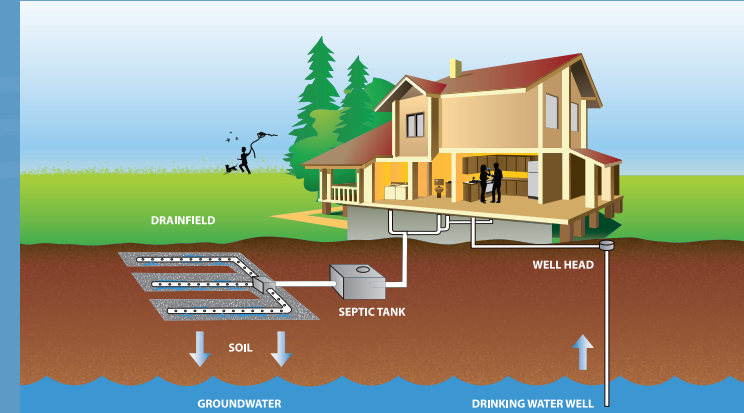 DRAINFIELD
WELL HEAD
SEPTIC TANK
SOIL
GROUNDWATER
DRINKING WATER WELL